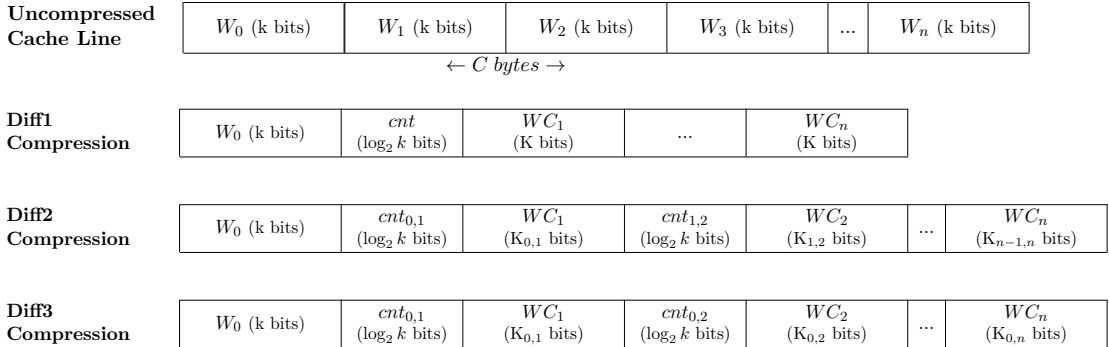 Uncompressed
Cache Line
W₀ (k bits) W₁ (k bits) W₂ (k bits) W₃ (k bits) ... Wₙ (k bits)
← C bytes →
Diff1
Compression
W₀ (k bits)
cnt
(log₂ k bits)
WC₁
(K bits)
...
WCₙ
(K bits)
Diff2
Compression
W₀ (k bits)
cnt₀,₁
(log₂ k bits)
WC₁
(K₀,₁ bits)
cnt₁,₂
(log₂ k bits)
WC₂
(K₁,₂ bits)
...
WCₙ
(Kₙ₋₁,ₙ bits)
Diff3
Compression
W₀ (k bits)
cnt₀,₁
(log₂ k bits)
WC₁
(K₀,₁ bits)
cnt₀,₂
(log₂ k bits)
WC₂
(K₀,₂ bits)
...
WCₙ
(K₀,ₙ bits)